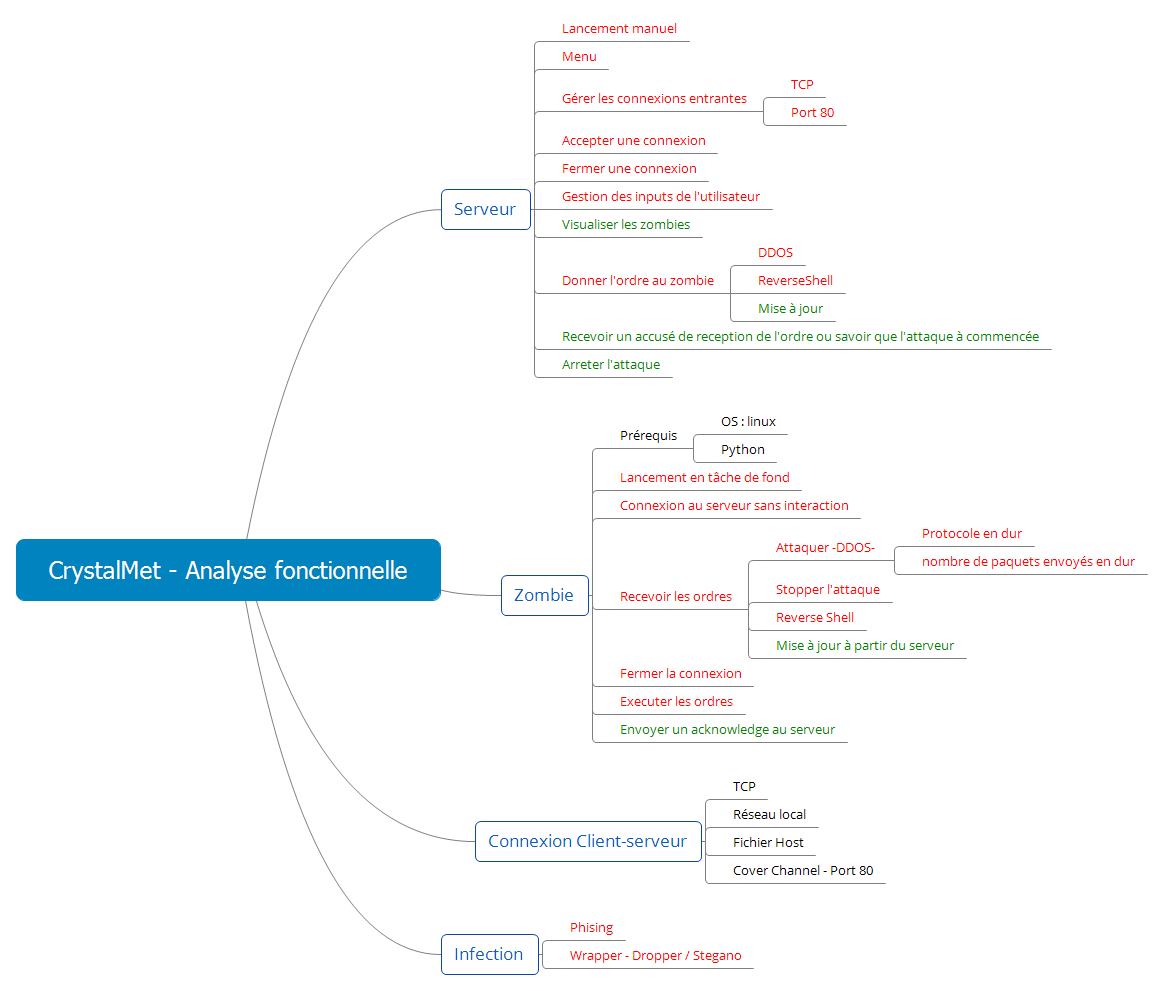 Lancement manuel
Menu
Gérer les connexions entrantes
TCP
Port 80
Accepter une connexion
Fermer une connexion
Gestion des inputs de l'utilisateur
Serveur
Visualiser les zombies
Donner l'ordre au zombie
DDOS
ReverseShell
Mise à jour
Recevoir un accusé de reception de l'ordre ou savoir que l'attaque à commencée
Arreter l'attaque
CrystalMet - Analyse fonctionnelle
Zombie
Prérequis
OS : linux
Python
Lancement en tâche de fond
Connexion au serveur sans interaction
Recevoir les ordres
Attaquer -DDOS-
Protocole en dur
nombre de paquets envoyés en dur
Stopper l'attaque
Reverse Shell
Mise à jour à partir du serveur
Fermer la connexion
Executer les ordres
Envoyer un acknowledge au serveur
Connexion Client-serveur
TCP
Réseau local
Fichier Host
Cover Channel - Port 80
Infection
Phising
Wrapper - Dropper / Stegano